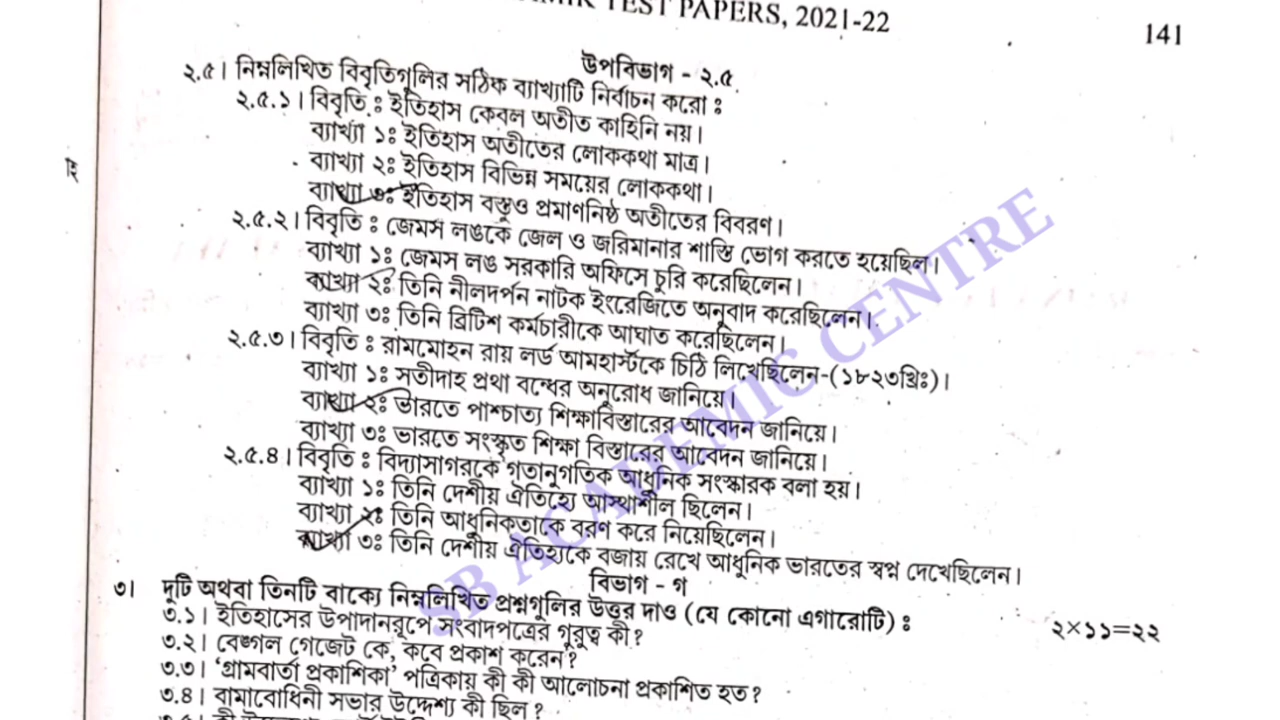 TEST PAPERS, 2021-22
141
উপবিভাগ - ২.৫
২.৫। নিম্নলিখিত বিবৃতিগুলির সঠিক ব্যাখ্যাটি নির্বাচন করো ঃ
২.৫.১। বিবৃতি ঃ ইতিহাস কেবল অতীত কাহিনি নয়।
ব্যাখ্যা ১ঃ ইতিহাস অতীতের লোককথা মাত্র।
ব্যাখ্যা ২ঃ ইতিহাস বিভিন্ন সময়ের লোককথা।
ব্যাখ্যা ৩ঃ ইতিহাস বস্তুও প্রমাণনিষ্ঠ অতীতের বিবরণ।
২.৫.২। বিবৃতি ঃ জেমস লঙকে জেল ও জরিমানার শাস্তি ভোগ করতে হয়েছিল।
ব্যাখ্যা ১ঃ জেমস লঙ সরকারি অফিসে চুরি করেছিলেন।
ব্যাখ্যা ২ঃ তিনি নীলদর্পন নাটক ইংরেজিতে অনুবাদ করেছিলেন।
ব্যাখ্যা ৩ঃ তিনি ব্রিটিশ কর্মচারীকে আঘাত করেছিলেন।
২.৫.৩। বিবৃতি ঃ রামমোহন রায় লর্ড আমহার্স্টকে চিঠি লিখেছিলেন-(১৮২৩খ্রিঃ)।
ব্যাখ্যা ১ঃ সতীদাহ প্রথা বন্ধের অনুরোধ জানিয়ে।
ব্যাখ্যা ২ঃ ভারতে পাশ্চাত্য শিক্ষাবিস্তারের আবেদন জানিয়ে।
ব্যাখ্যা ৩ঃ ভারতে সংস্কৃত শিক্ষা বিস্তারের আবেদন জানিয়ে।
২.৫.৪। বিবৃতি ঃ বিদ্যাসাগরকে গতানুগতিক আধুনিক সংস্কারক বলা হয়।
ব্যাখ্যা ১ঃ তিনি দেশীয় ঐতিহ্যে আস্থাশীল ছিলেন।
ব্যাখ্যা ২ঃ তিনি আধুনিকতাকে বরণ করে নিয়েছিলেন।
ব্যাখ্যা ৩ঃ তিনি দেশীয় ঐতিহ্যকে বজায় রেখে আধুনিক ভারতের স্বপ্ন দেখেছিলেন।
বিভাগ - গ
৩। দুটি অথবা তিনটি বাক্যে নিম্নলিখিত প্রশ্নগুলির উত্তর দাও (যে কোনো এগারোটি) ঃ ২×১১=২২
৩.১। ইতিহাসের উপাদানরূপে সংবাদপত্রের গুরুত্ব কী?
৩.২। বেঙ্গল গেজেট কে, কবে প্রকাশ করেন?
৩.৩। ‘গ্রামবার্তা প্রকাশিকা’ পত্রিকায় কী কী আলোচনা প্রকাশিত হত?
৩.৪। বামাবোধিনী সভার উদ্দেশ্য কী ছিল?
SB ACADEMIC CENTRE